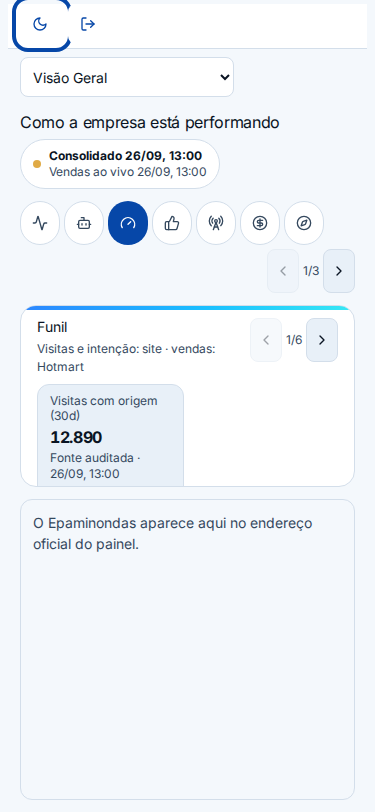 Visão Geral
Como a empresa está performando
Consolidado 26/09, 13:00
Vendas ao vivo 26/09, 13:00
1/3
Funil
1/6
Visitas e intenção: site · vendas:
Hotmart
Visitas com origem
(30d)
12.890
Fonte auditada ·
26/09, 13:00
O Epaminondas aparece aqui no endereço
oficial do painel.